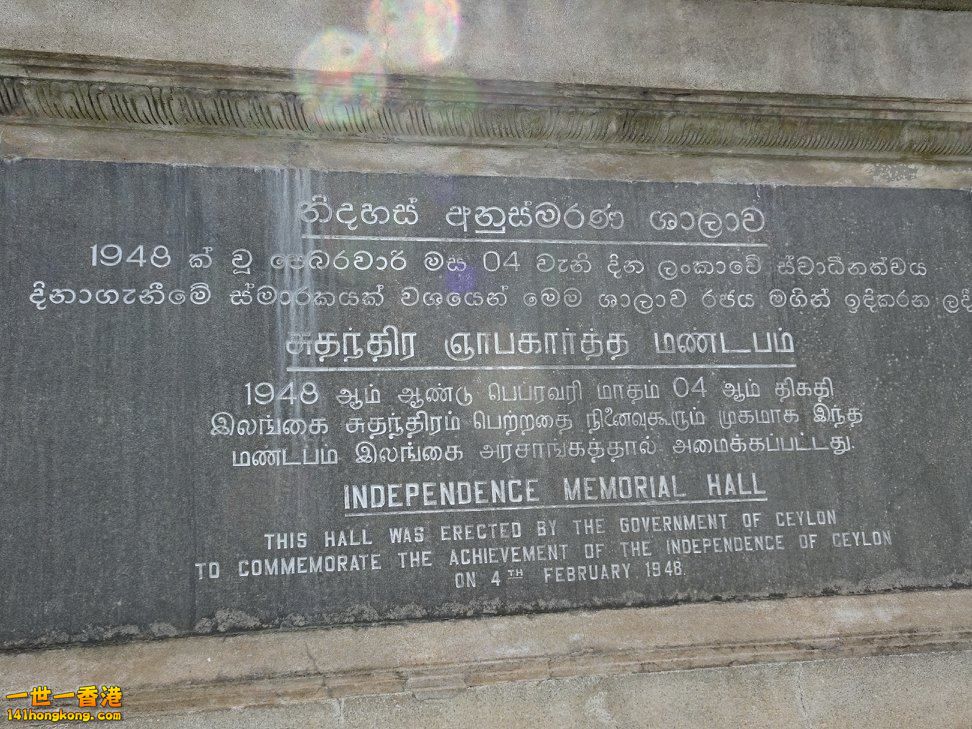 නිදහස් අනුස්මරණ ශාලාව
1948 ක් වූ පෙබරවාරි මස 04 වැනි දින ලංකාවේ ස්වාධීනත්වය
දිනාගැනීමේ ස්මාරකයක් වශයෙන් මෙම ශාලාව රජය මගින් ඉදිකරන ලදී
சுதந்திர ஞாபகார்த்த மண்டபம்
1948 ஆம் ஆண்டு பெப்ரவரி மாதம் 04 ஆம் திகதி
இலங்கை சுதந்திரம் பெற்றதை நினைவுகூரும் முகமாக இந்த
மண்டபம் இலங்கை அரசாங்கத்தால் அமைக்கப்பட்டது.
INDEPENDENCE MEMORIAL HALL
THIS HALL WAS ERECTED BY THE GOVERNMENT OF CEYLON
TO COMMEMORATE THE ACHIEVEMENT OF THE INDEPENDENCE OF CEYLON
ON 4TH FEBRUARY 1948.
一世一香港
141hongkong.com